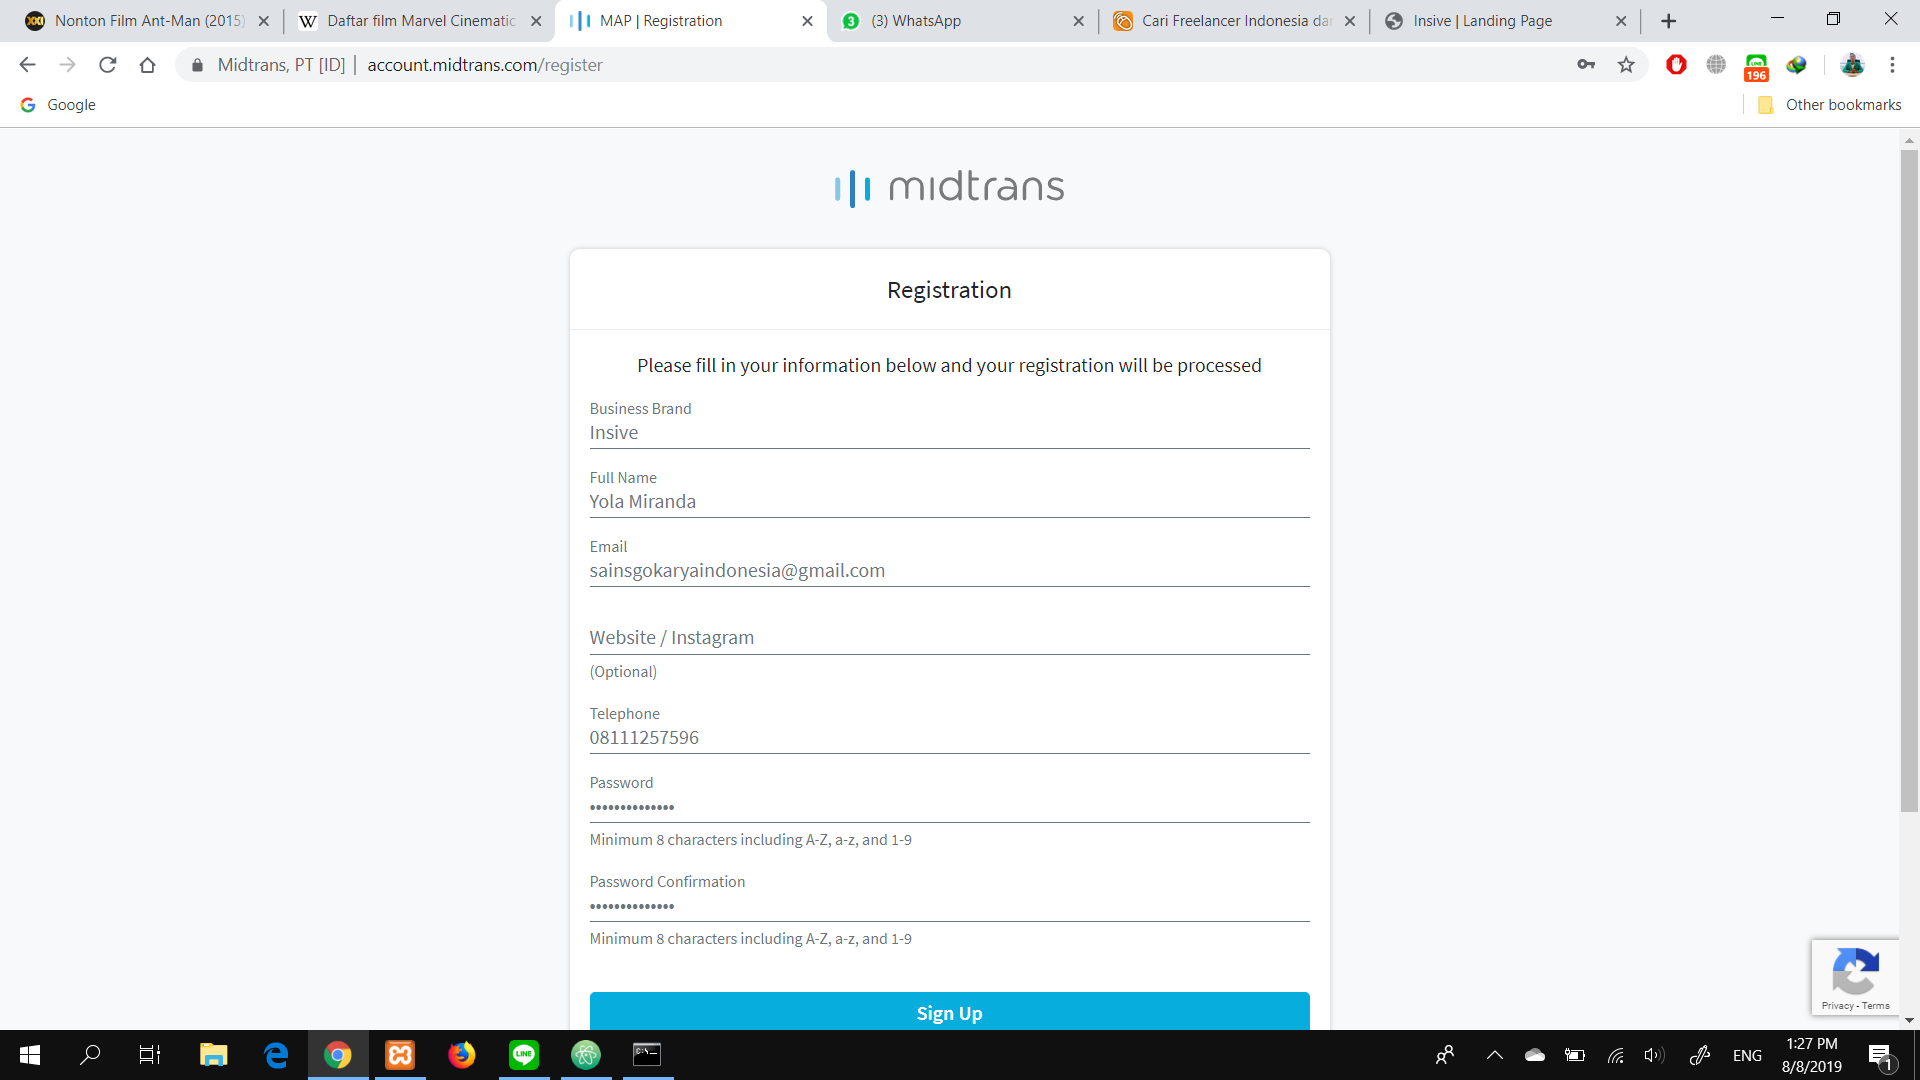 Nonton Film Ant-Man (2015)
Daftar film Marvel Cinematic
MAP | Registration
(3) WhatsApp
Cari Freelancer Indonesia da
Insive | Landing Page
Midtrans, PT [ID] | account.midtrans.com/register
196
Google
Other bookmarks
midtrans
Registration
Please fill in your information below and your registration will be processed
Business Brand
Insive
Full Name
Yola Miranda
Email
sainsgokaryaindonesia@gmail.com
Website / Instagram
(Optional)
Telephone
08111257596
Password
••••••••••••••
Minimum 8 characters including A-Z, a-z, and 1-9
Password Confirmation
••••••••••••••
Minimum 8 characters including A-Z, a-z, and 1-9
Sign Up
Privacy - Terms
ENG
1:27 PM
8/8/2019
1